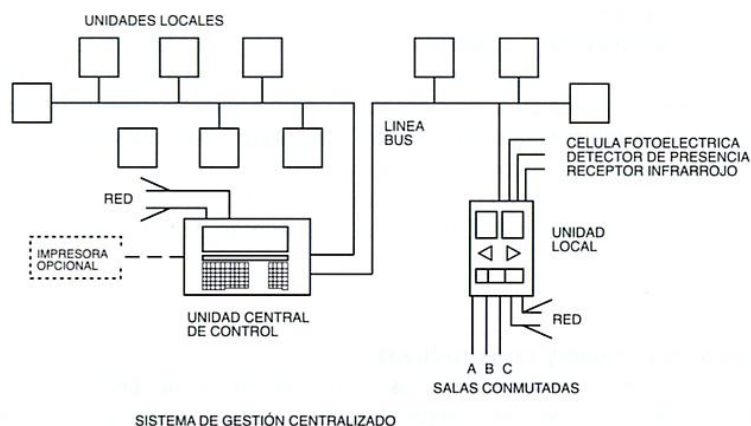 UNIDADES LOCALES
LINEA
BUS
CELULA FOTOELECTRICA
DETECTOR DE PRESENCIA
RECEPTOR INFRARROJO
RED
IMPRESORA
OPCIONAL
UNIDAD
LOCAL
UNIDAD CENTRAL
DE CONTROL
RED
A B C
SALAS CONMUTADAS
SISTEMA DE GESTIÓN CENTRALIZADO